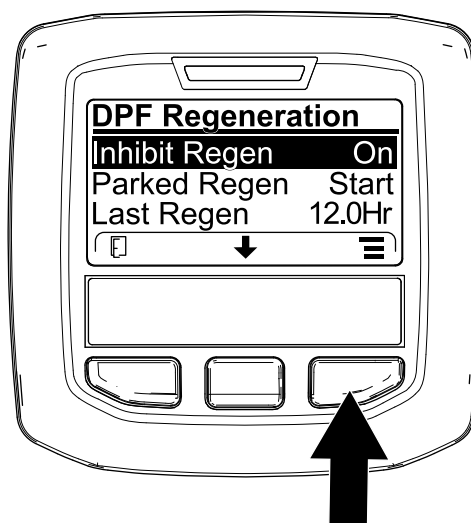 DPF Regeneration
Inhibit Regen On
Parked Regen Start
Last Regen 12.0Hr